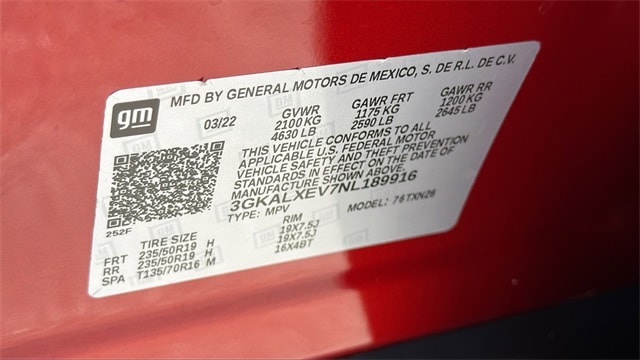 gm
MFD BY GENERAL MOTORS DE MEXICO, S. DE R.L. DE C.V.
03/22
GVWR GAWR FRT GAWR RR
2100 KG 1175 KG 1200 KG
4630 LB 2590 LB 2645 LB
THIS VEHICLE CONFORMS TO ALL
APPLICABLE U.S. FEDERAL MOTOR
VEHICLE SAFETY AND THEFT PREVENTION
STANDARDS IN EFFECT ON THE DATE OF
MANUFACTURE SHOWN ABOVE.
3GKALXEV7NL189916
TYPE: MPV MODEL: 76TXN26
252F
TIRE SIZE RIM
FRT 235/50R19 H 19X7.5J
RR 235/50R19 H 19X7.5J
SPA T135/70R16 M 16X4BT